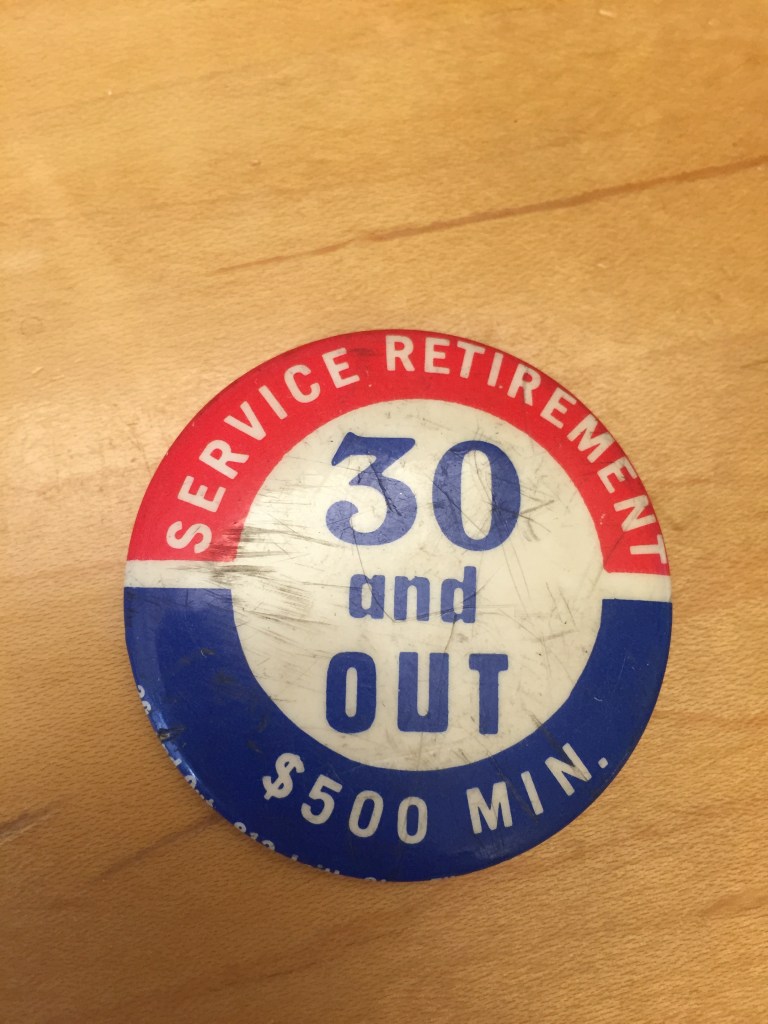 SERVICE RETIREMENT
30
and
OUT
$500 MIN.